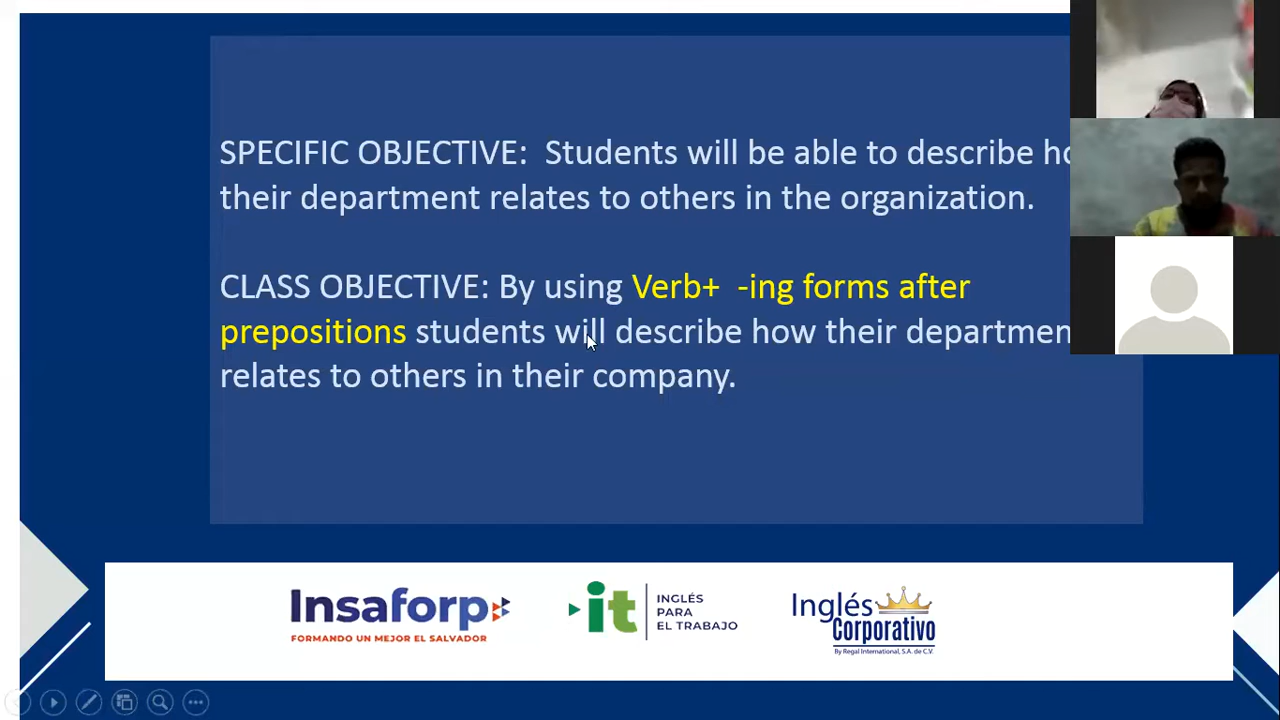 SPECIFIC OBJECTIVE: Students will be able to describe
their department relates to others in the organization.
CLASS OBJECTIVE: By using Verb+ -ing forms after
prepositions students will describe how their
relates to others in their company.
Insaforp
FORMANDO UN MEJOR EL SALVADOR
it
INGLÉS
PARA
EL TRABAJO
Inglés
Corporativo
By Regal International, S.A. de C.V.